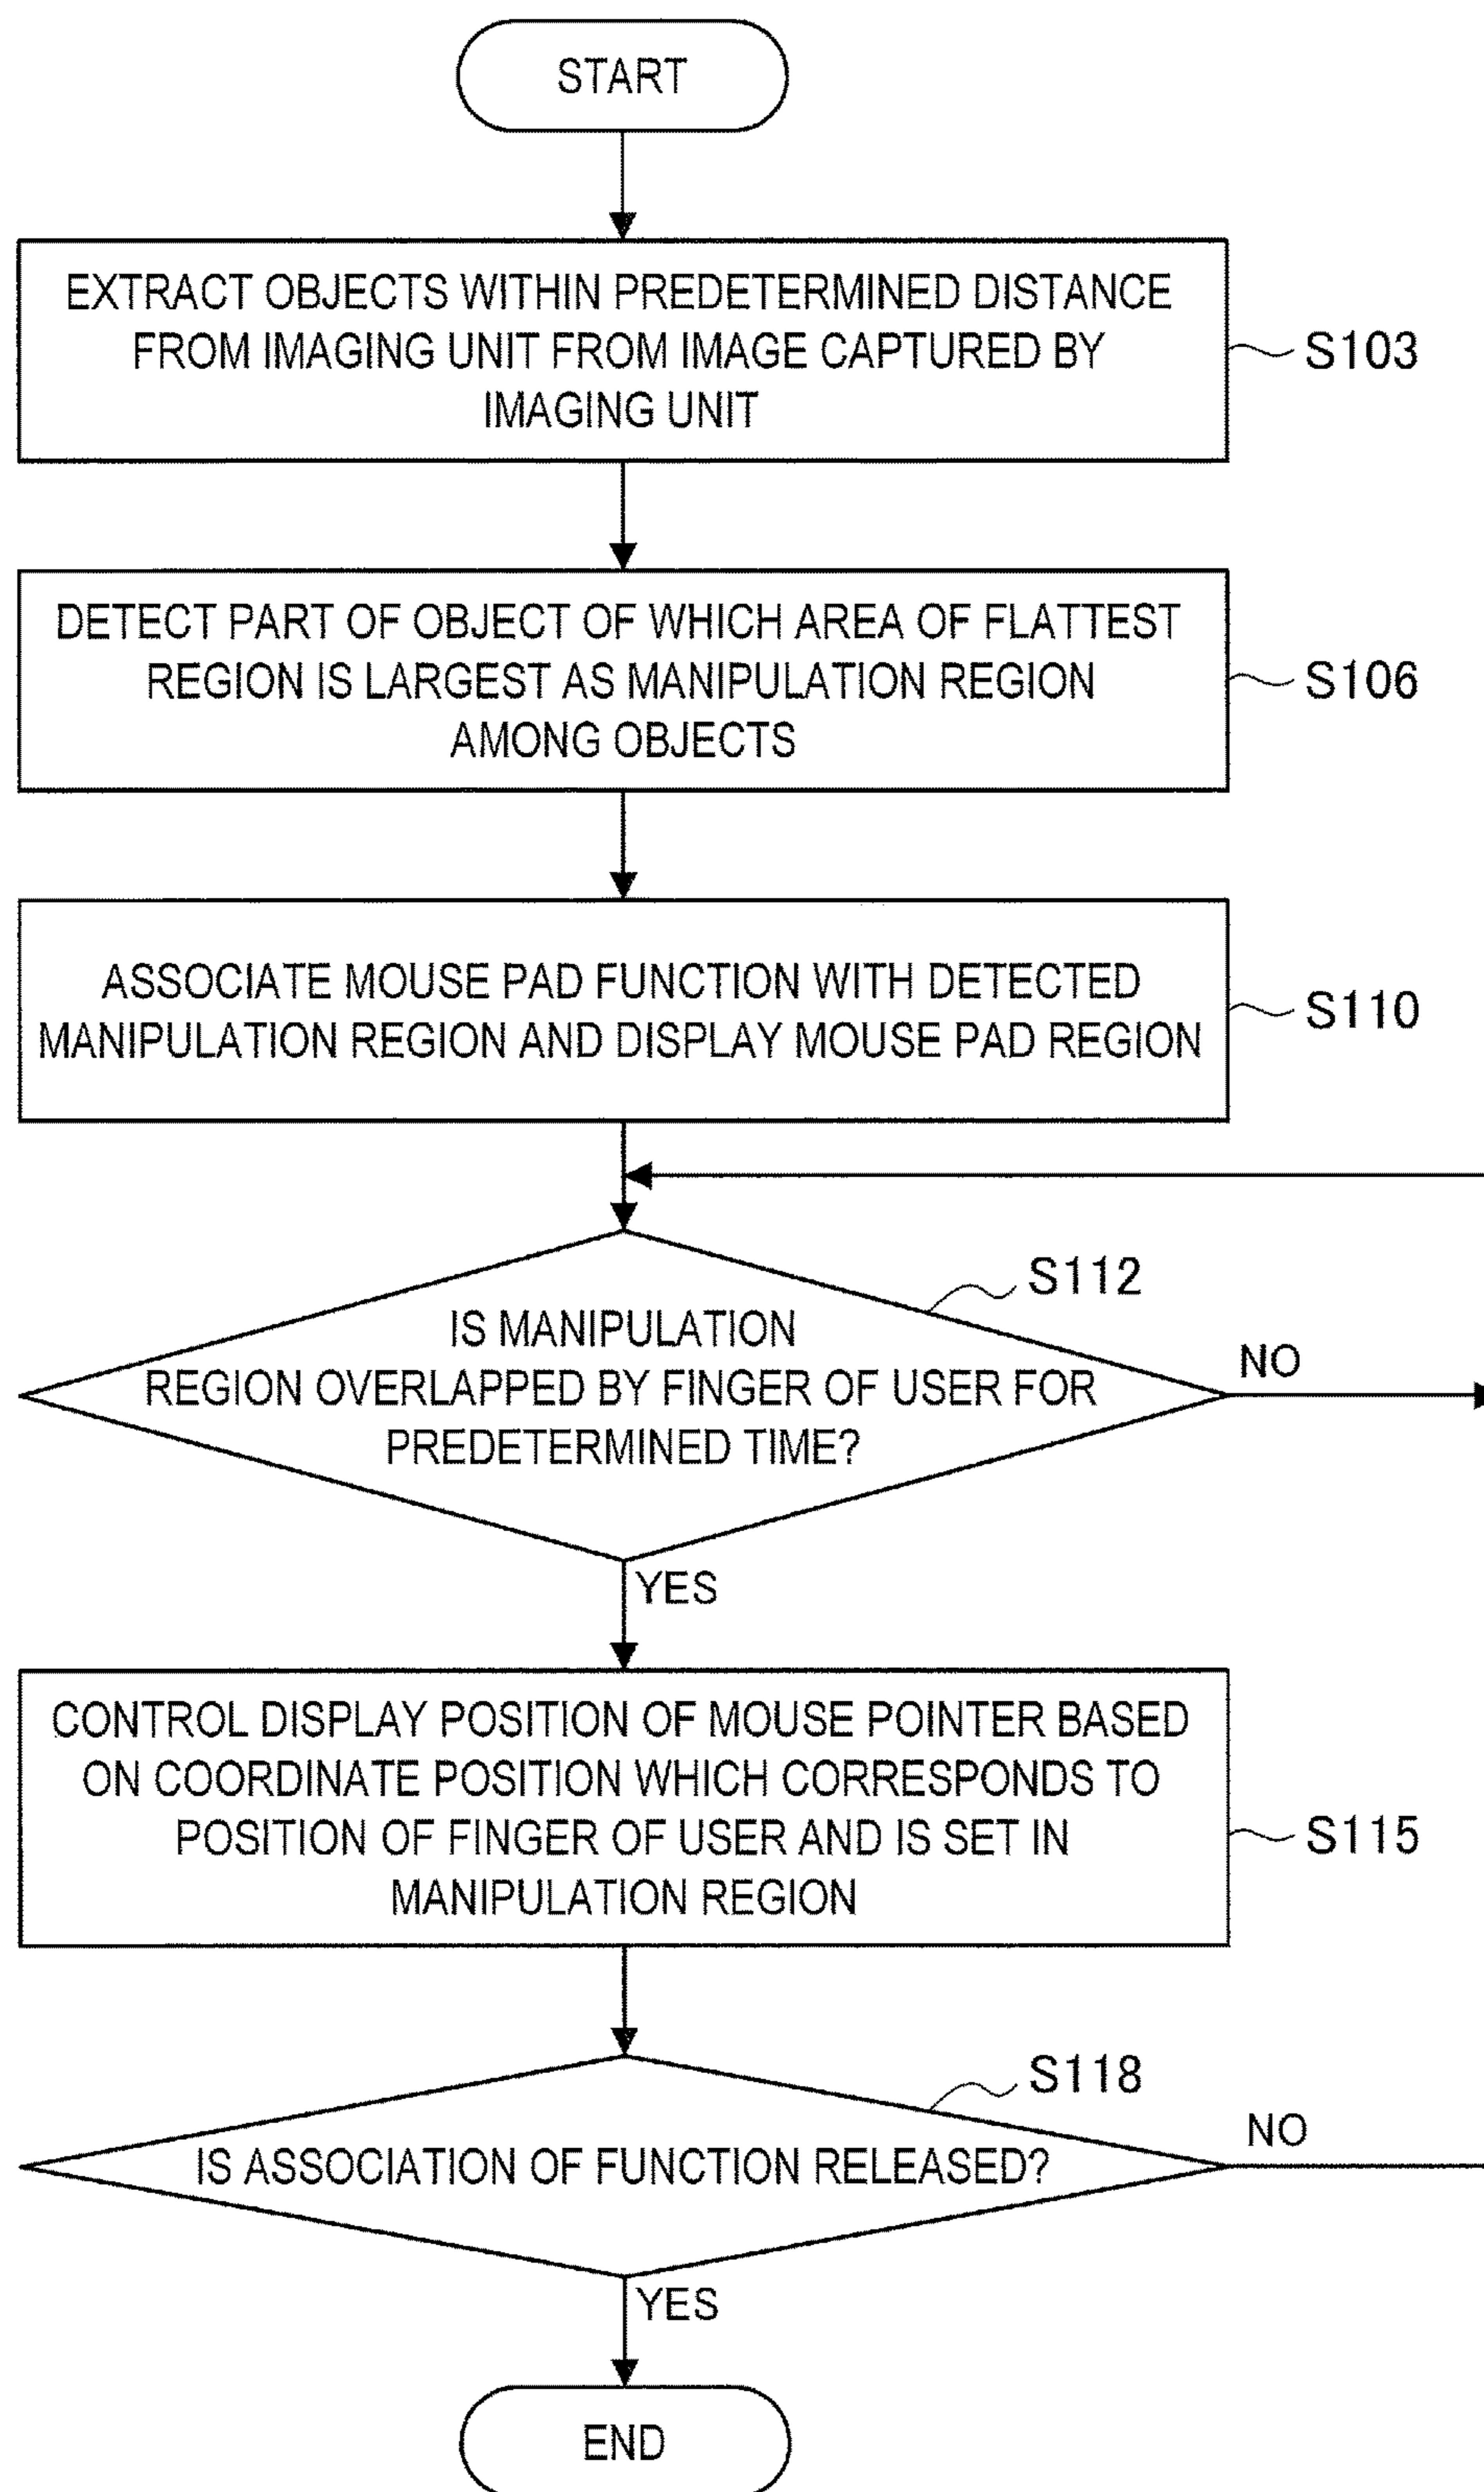 START
EXTRACT OBJECTS WITHIN PREDETERMINED DISTANCE
FROM IMAGING UNIT FROM IMAGE CAPTURED BY
IMAGING UNIT
S103
DETECT PART OF OBJECT OF WHICH AREA OF FLATTEST
REGION IS LARGEST AS MANIPULATION REGION
AMONG OBJECTS
S106
ASSOCIATE MOUSE PAD FUNCTION WITH DETECTED
MANIPULATION REGION AND DISPLAY MOUSE PAD REGION
S110
S112
IS MANIPULATION
REGION OVERLAPPED BY FINGER OF USER FOR
PREDETERMINED TIME?
NO
YES
CONTROL DISPLAY POSITION OF MOUSE POINTER BASED
ON COORDINATE POSITION WHICH CORRESPONDS TO
POSITION OF FINGER OF USER AND IS SET IN
MANIPULATION REGION
S115
S118
IS ASSOCIATION OF FUNCTION RELEASED?
NO
YES
END